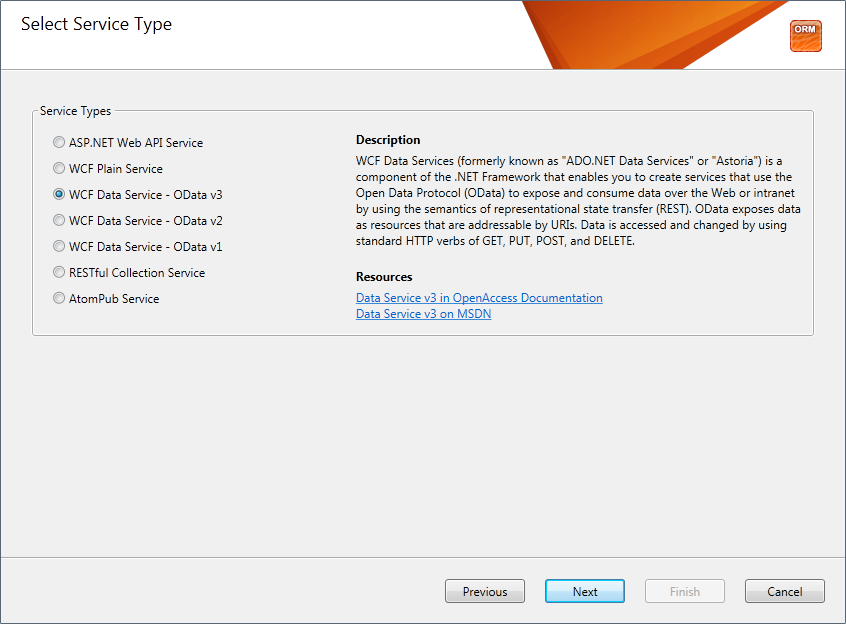 Select Service Type
ORM
Service Types
ASP.NET Web API Service
WCF Plain Service
WCF Data Service - OData v3
WCF Data Service - OData v2
WCF Data Service - OData v1
RESTful Collection Service
AtomPub Service
Description
WCF Data Services (formerly known as "ADO.NET Data Services" or "Astoria") is a
component of the .NET Framework that enables you to create services that use the
Open Data Protocol (OData) to expose and consume data over the Web or intranet
by using the semantics of representational state transfer (REST). OData exposes data
as resources that are addressable by URIs. Data is accessed and changed by using
standard HTTP verbs of GET, PUT, POST, and DELETE.
Resources
Data Service v3 in OpenAccess Documentation
Data Service v3 on MSDN
Previous
Next
Finish
Cancel